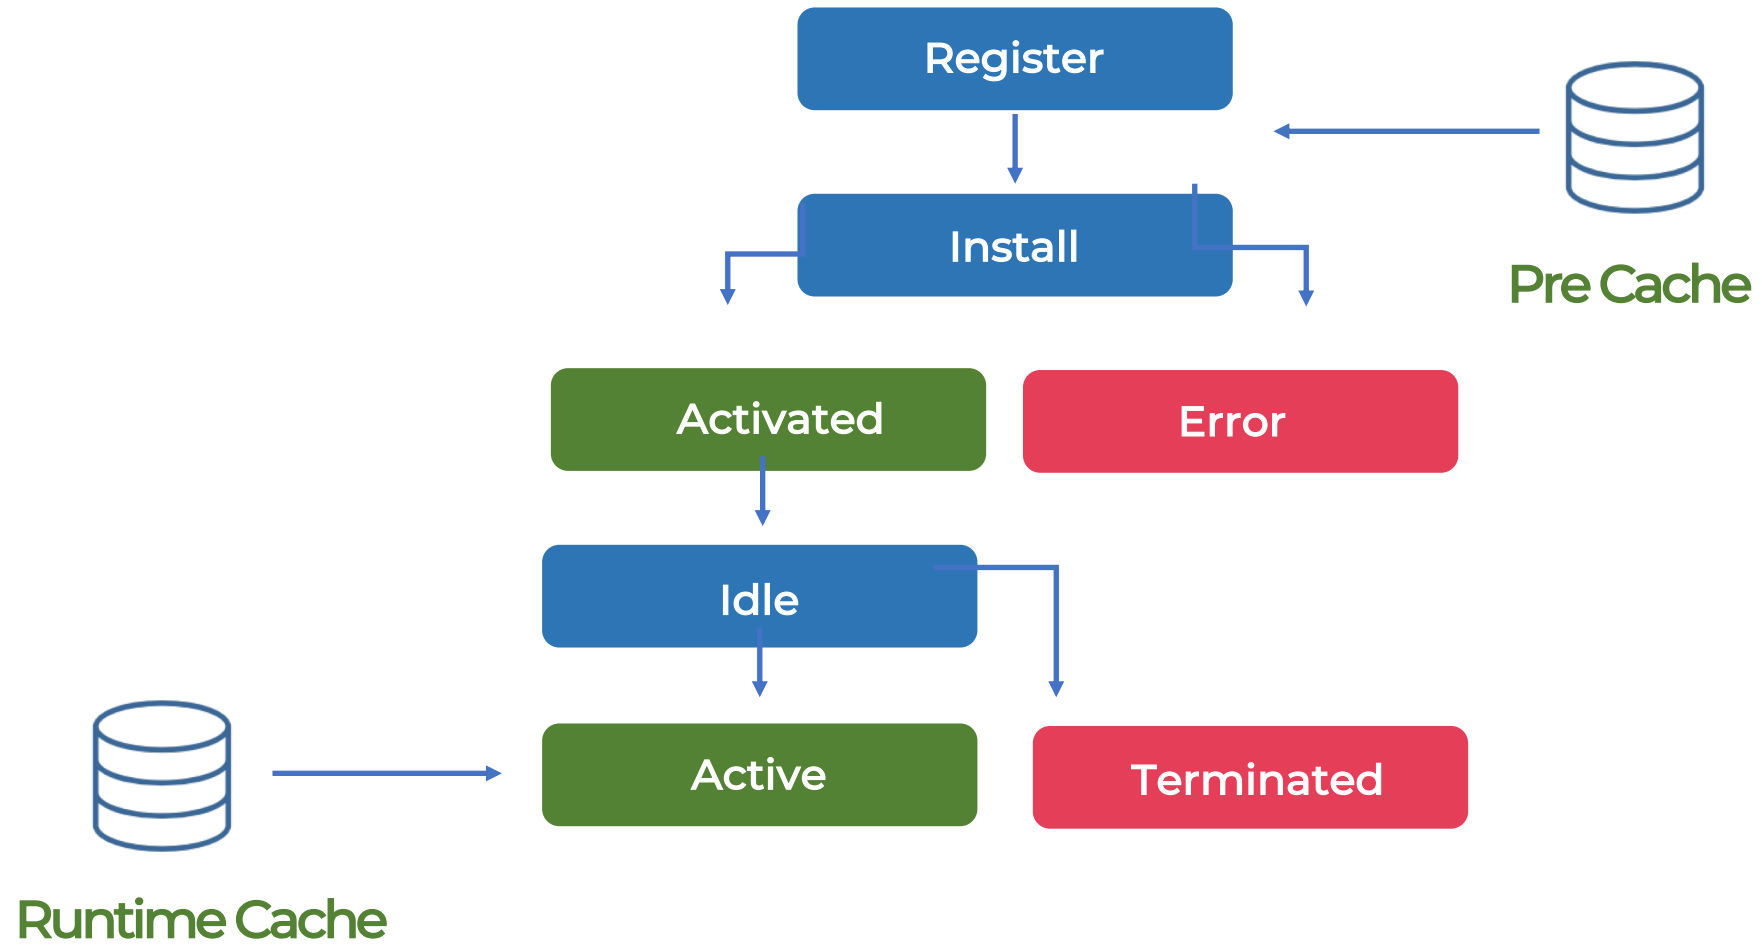 Register
Install
Pre Cache
Activated
Error
Idle
Active
Terminated
Runtime Cache